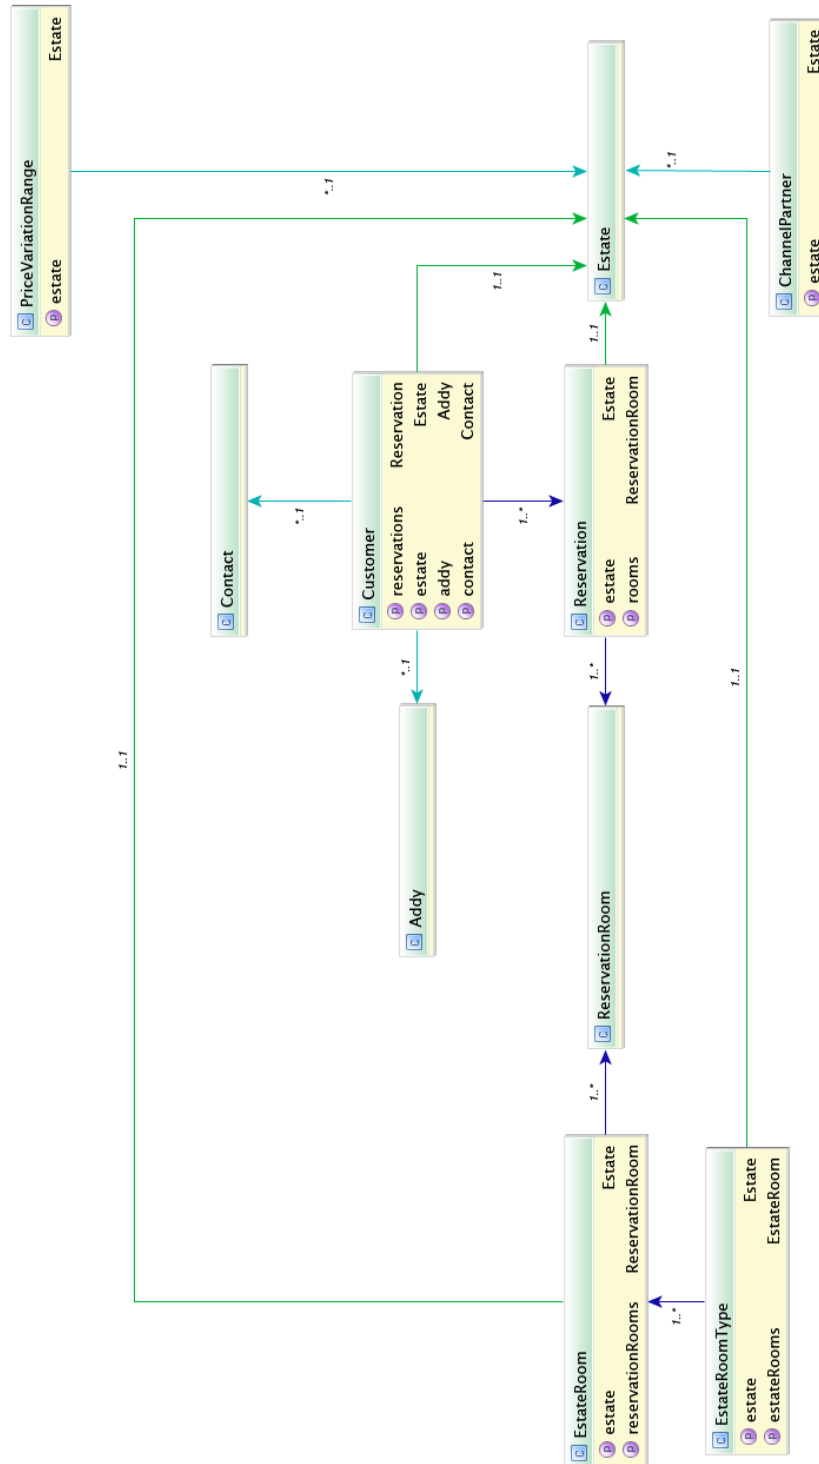 C PriceVariationRange
P estate Estate
*..1
1..1
C Contact
*..1
C Customer
P reservations Reservation
P estate Estate
P addy Addy
P contact Contact
1..1
*..1
1..*
C Addy
C Estate
1..1
*..1
C Reservation
P estate Estate
P rooms ReservationRoom
1..*
C ReservationRoom
1..*
C EstateRoom
P estate Estate
P reservationRooms ReservationRoom
1..*
1..1
C EstateRoomType
P estate Estate
P estateRooms EstateRoom
C ChannelPartner
P estate Estate